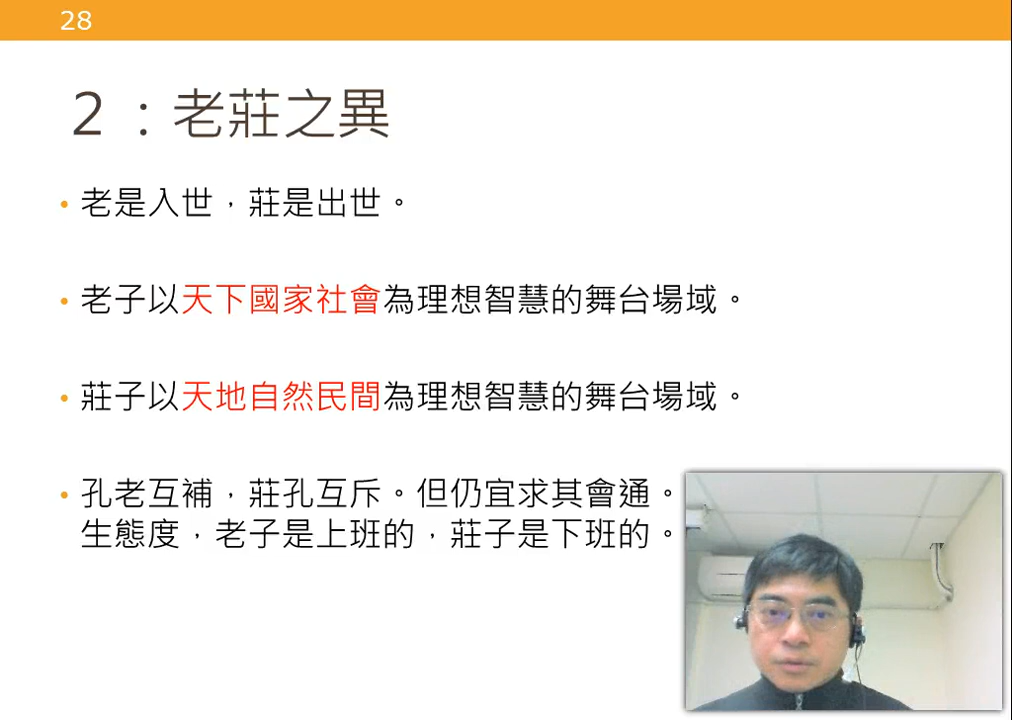 28
2：老莊之異
• 老是入世，莊是出世。
• 老子以天下國家社會為理想智慧的舞台場域。
• 莊子以天地自然民間為理想智慧的舞台場域。
• 孔老互補，莊孔互斥。但仍宜求其會通。
生態度，老子是上班的，莊子是下班的。